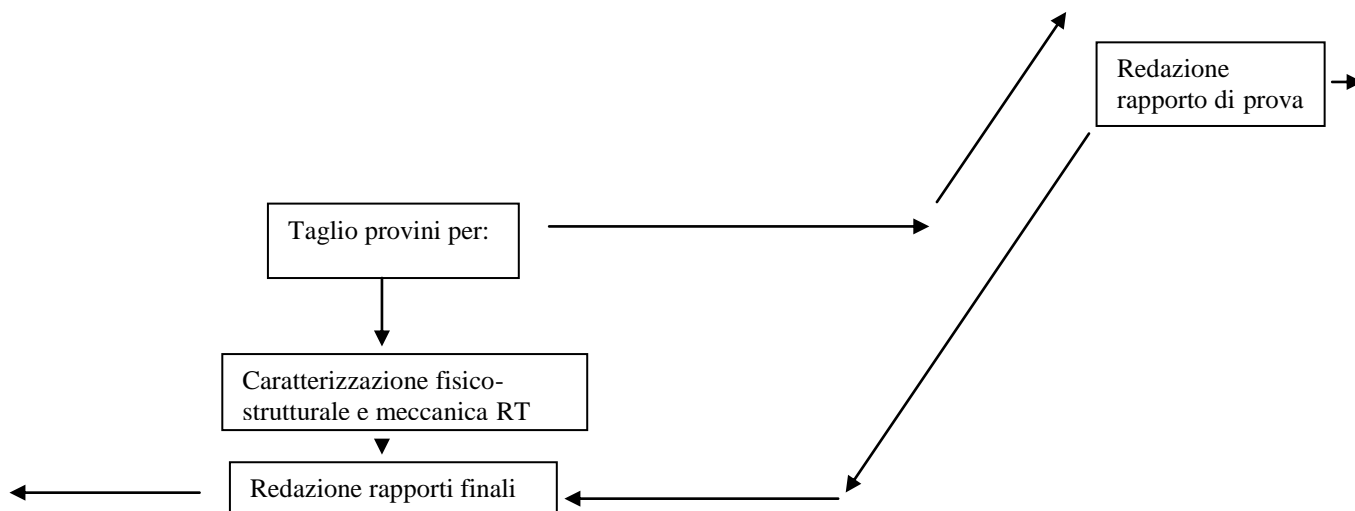 Redazione
rapporto di prova
Taglio provini per:
Caratterizzazione fisico-
strutturale e meccanica RT
Redazione rapporti finali